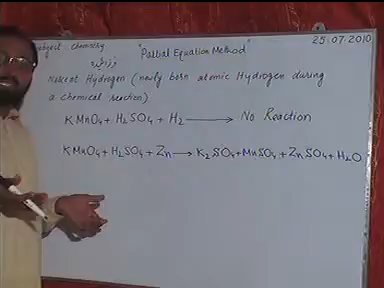 Subject: Chemistry "Partial Equation Method" 25.07.2010
Nascent Hydrogen (newly born atomic Hydrogen during
a chemical reaction)
KMnO₄ + H₂SO₄ + H₂ ⟶ No Reaction
KMnO₄ + H₂SO₄ + Zn ⟶ K₂SO₄ + MnSO₄ + ZnSO₄ + H₂O